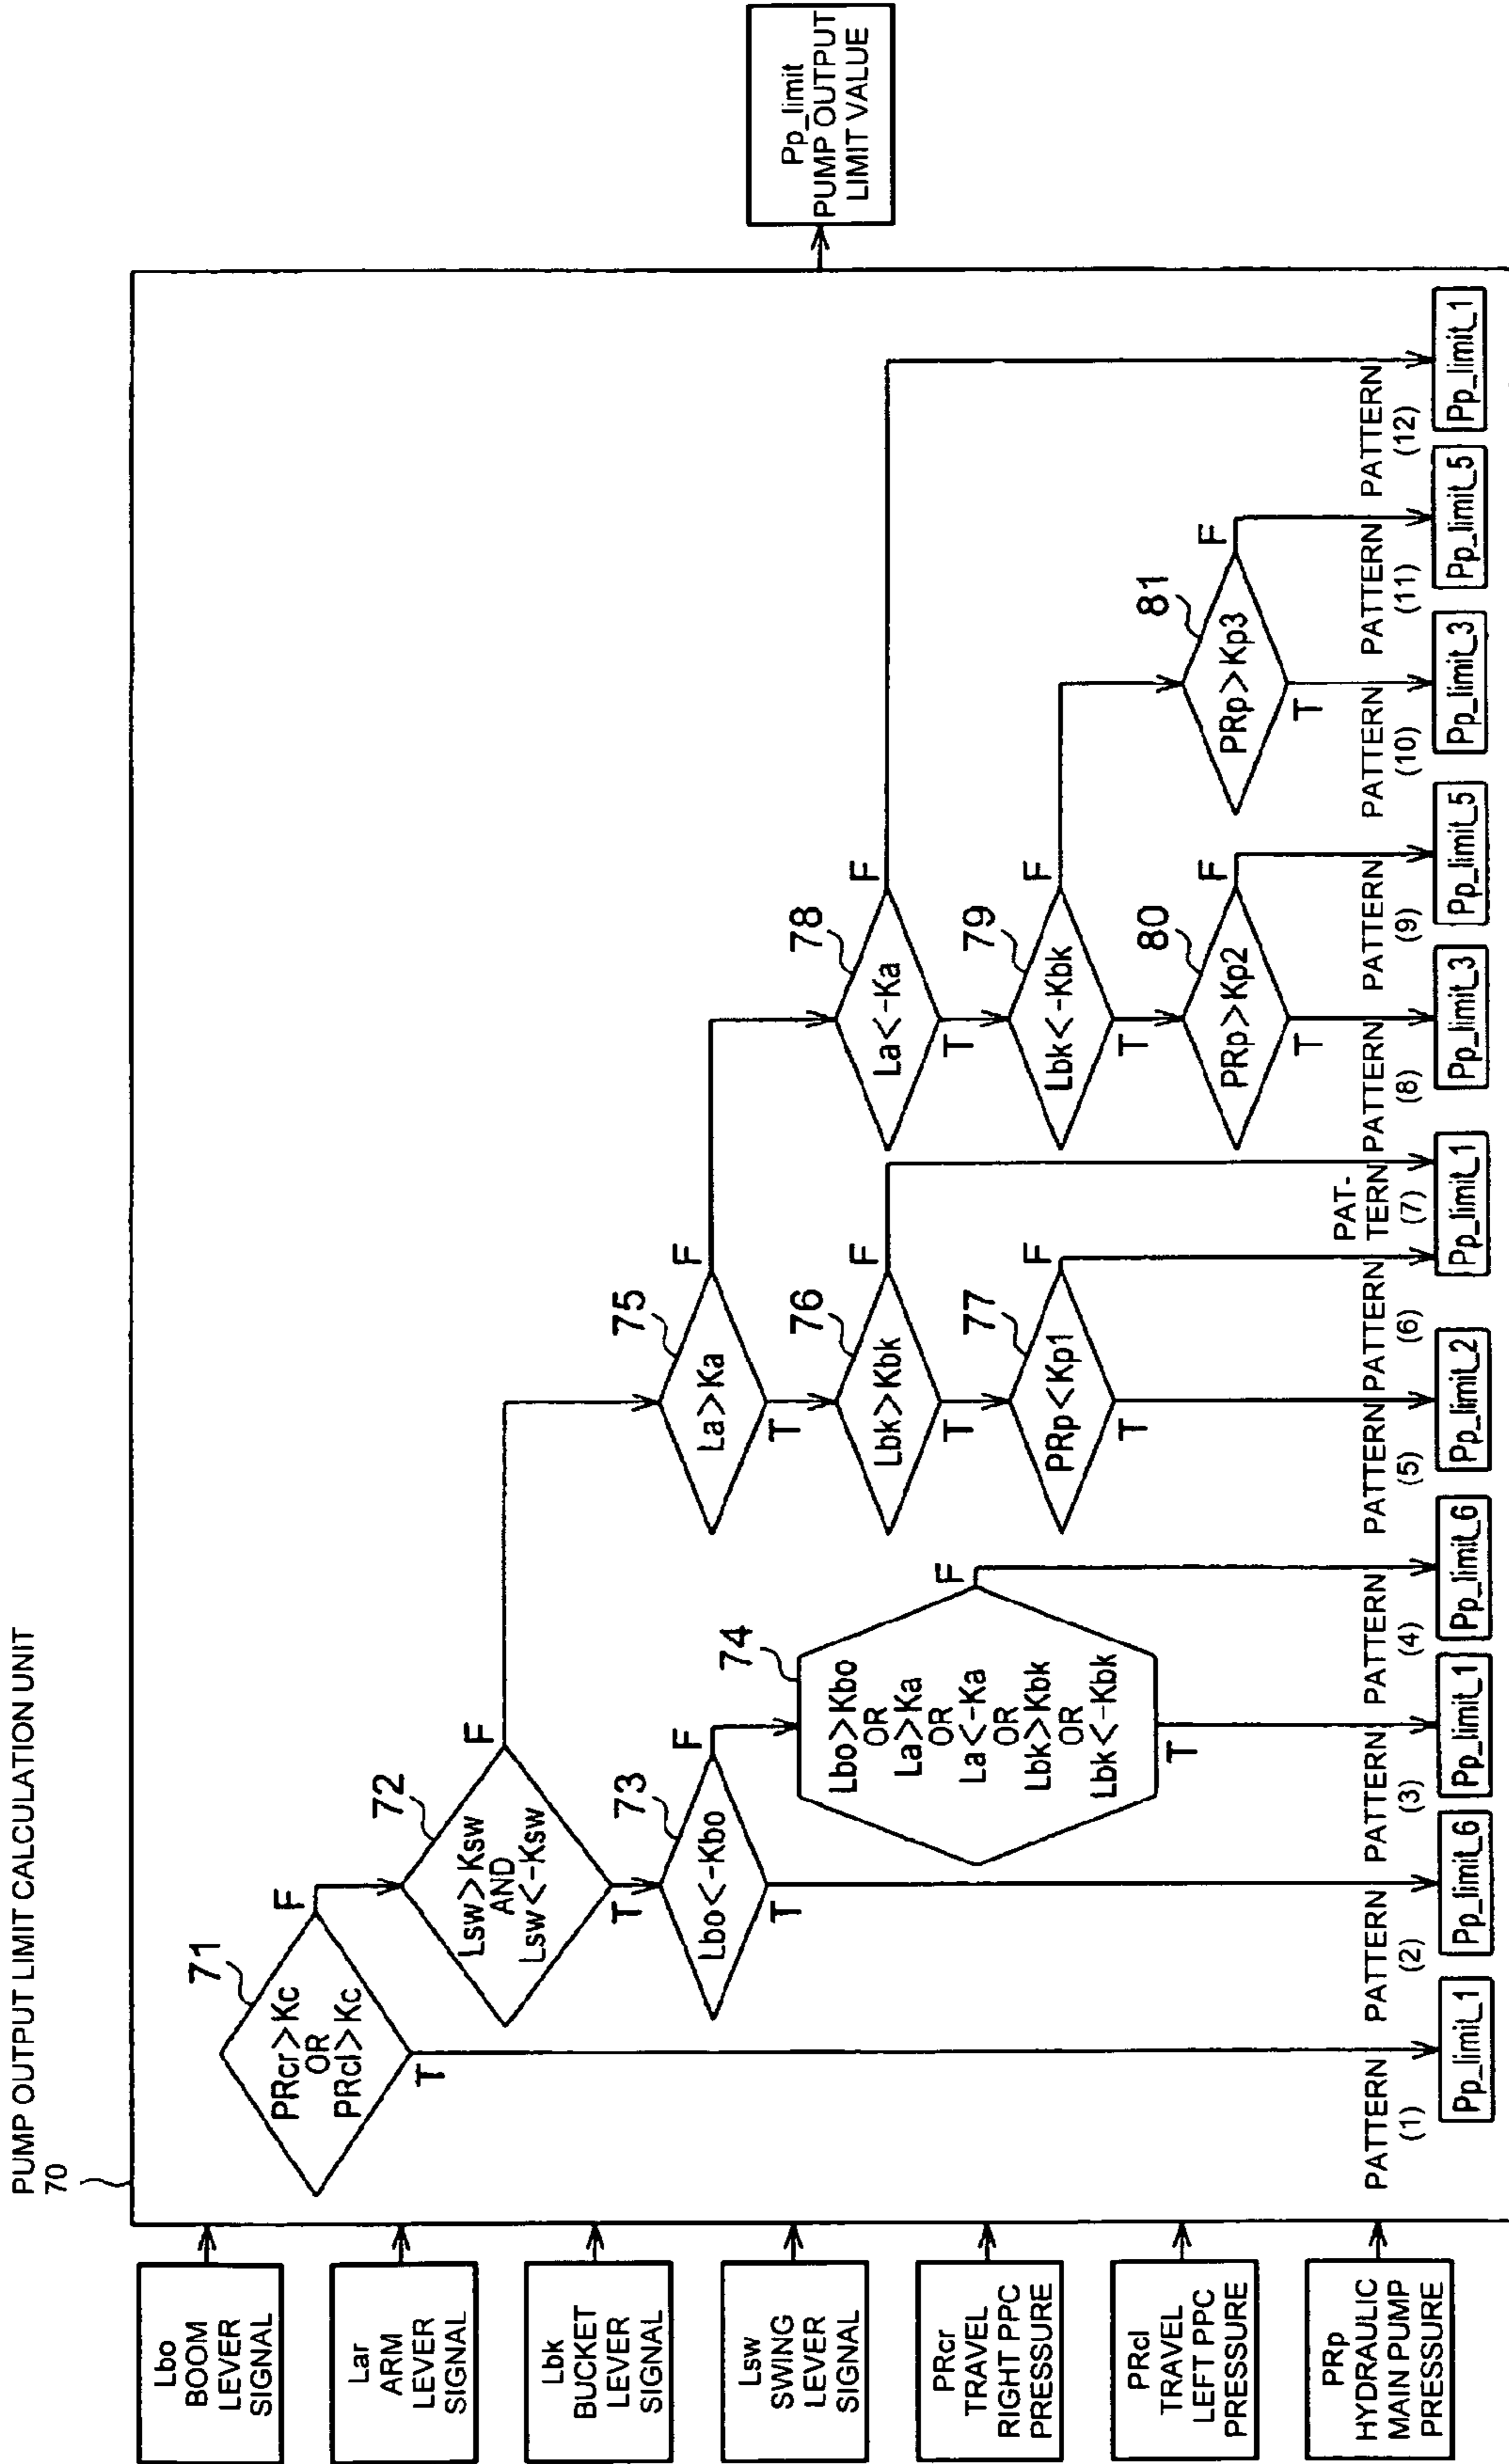 PUMP OUTPUT LIMIT CALCULATION UNIT
70
Lbo
BOOM
LEVER
SIGNAL
Lar
ARM
LEVER
SIGNAL
Lbk
BUCKET
LEVER
SIGNAL
Lsw
SWING
LEVER
SIGNAL
PRcr
TRAVEL
RIGHT PPC
PRESSURE
PRcl
TRAVEL
LEFT PPC
PRESSURE
PRp
HYDRAULIC
MAIN PUMP
PRESSURE
71
PRcr>Kc
OR
PRcl>Kc
T
F
72
Lsw>Ksw
AND
Lsw<-Ksw
T
F
73
Lbo<-Kbo
T
F
74
Lbo>Kbo
OR
La>Ka
OR
La<-Ka
OR
Lbk>Kbk
OR
Lbk<-Kbk
T
F
75
La>Ka
T
F
76
Lbk>Kbk
T
F
77
PRp<Kp1
T
F
78
La<-Ka
T
F
79
Lbk<-Kbk
T
F
80
PRp>Kp2
T
F
81
PRp>Kp3
T
F
PATTERN
(1)
Pp_limit_1
PATTERN
(2)
Pp_limit_6
PATTERN
(3)
Pp_limit_1
PATTERN
(4)
Pp_limit_6
PATTERN
(5)
Pp_limit_2
PATTERN
(6)
PAT-
TERN
(7)
Pp_limit_1
PATTERN
(8)
Pp_limit_3
PATTERN
(9)
Pp_limit_5
PATTERN
(10)
Pp_limit_3
PATTERN
(11)
Pp_limit_5
PATTERN
(12)
Pp_limit_1
Pp_limit
PUMP OUTPUT
LIMIT VALUE